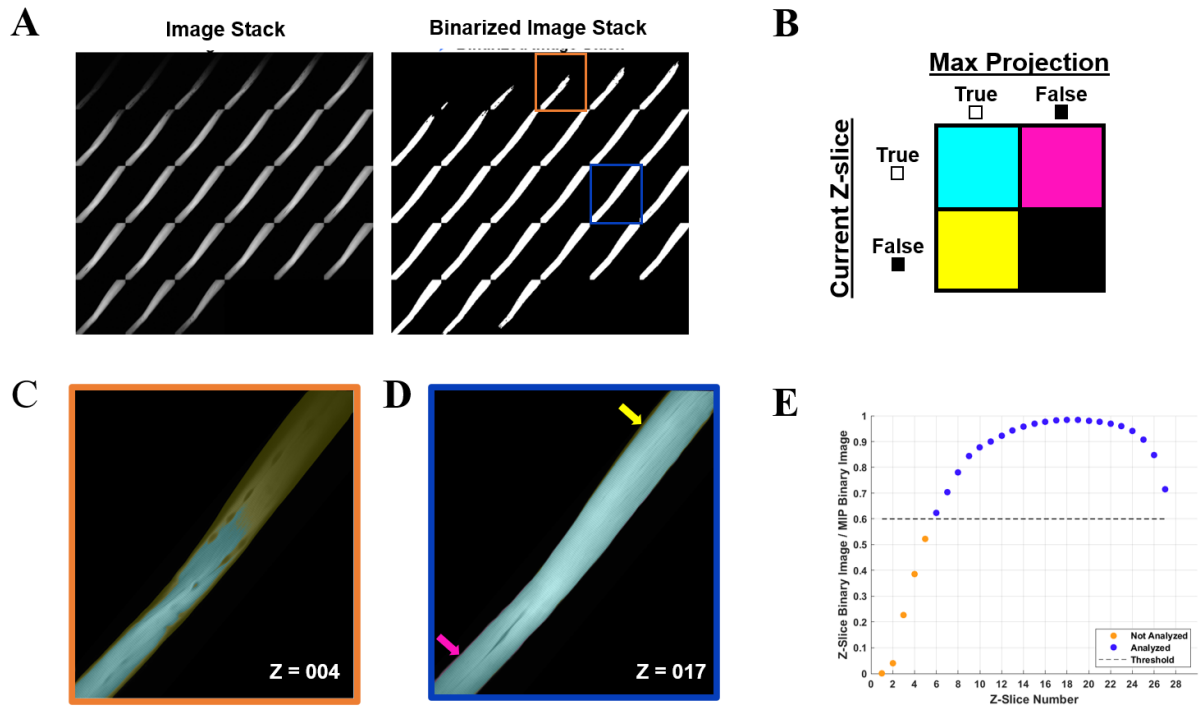 A
Image Stack
Binarized Image Stack
B
Max Projection
True
False
Current Z-slice
True
False
C
Z = 004
D
Z = 017
E
Z-Slice Binary Image / MIP Binary Image
1
0.9
0.8
0.7
0.6
0.5
0.4
0.3
0.2
0.1
0
0 2 4 6 8 10 12 14 16 18 20 22 24 26 28
Z-Slice Number
Not Analyzed
Analyzed
Threshold